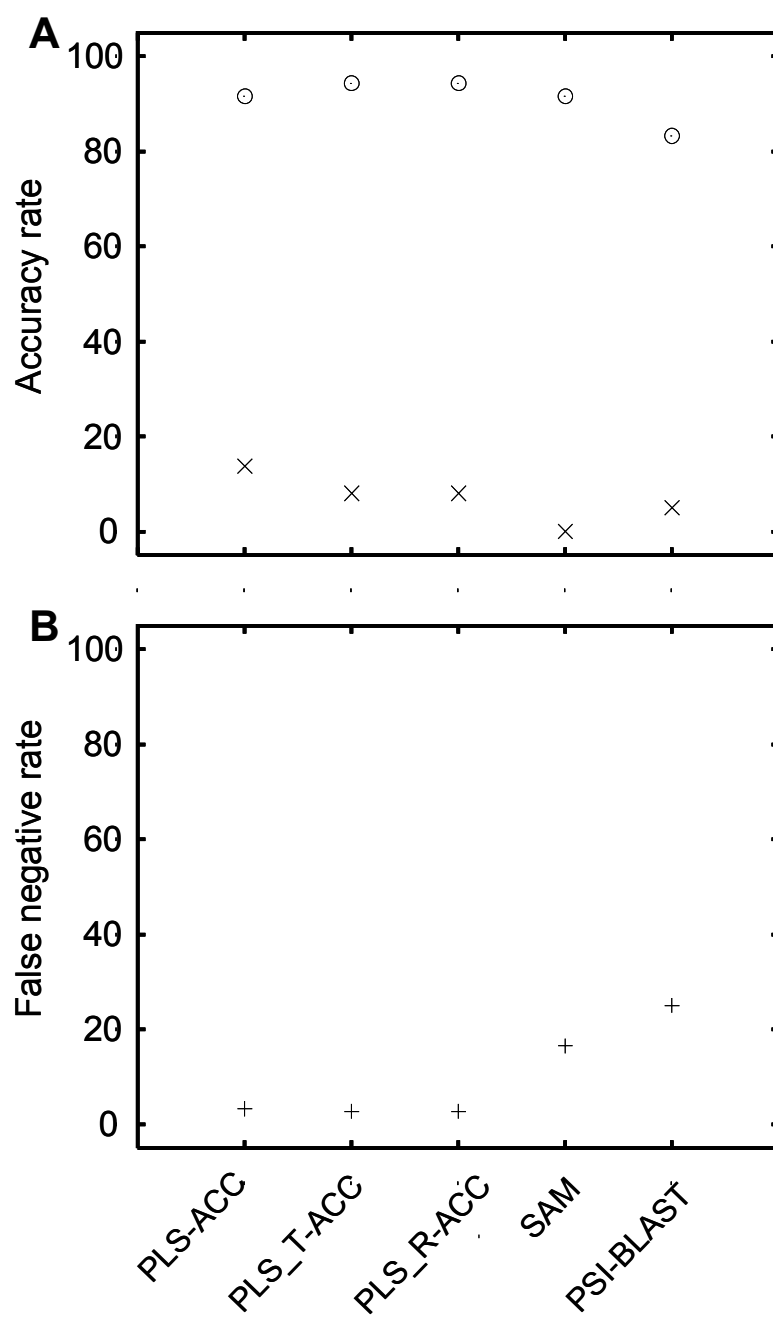 A
100
80
60
40
20
0
Accuracy rate
B
100
80
60
40
20
0
False negative rate
PLS-ACC
PLS_T-ACC
PLS_R-ACC
SAM
PSI-BLAST